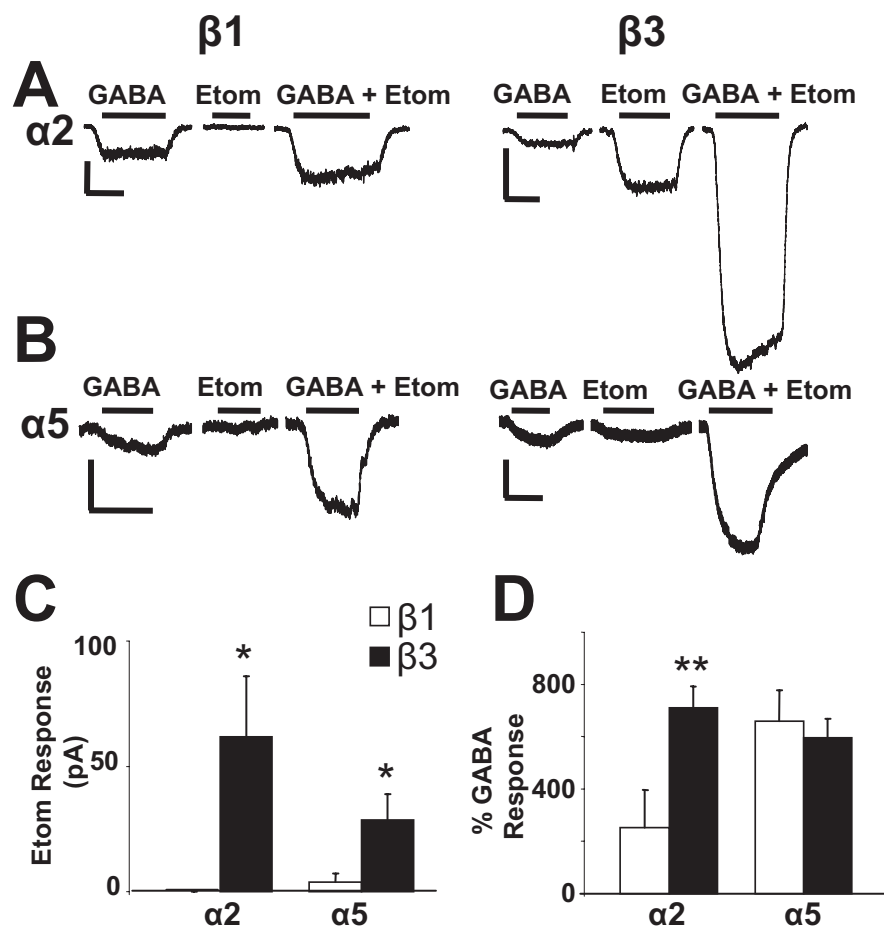 β1 β3
A
GABA Etom GABA + Etom GABA Etom GABA + Etom
α2
B
GABA Etom GABA + Etom GABA Etom GABA + Etom
α5
C D
β1
β3
100
50
0
Etom Response
(pA)
*
*
α2 α5
800
400
0
% GABA
Response
**
α2 α5